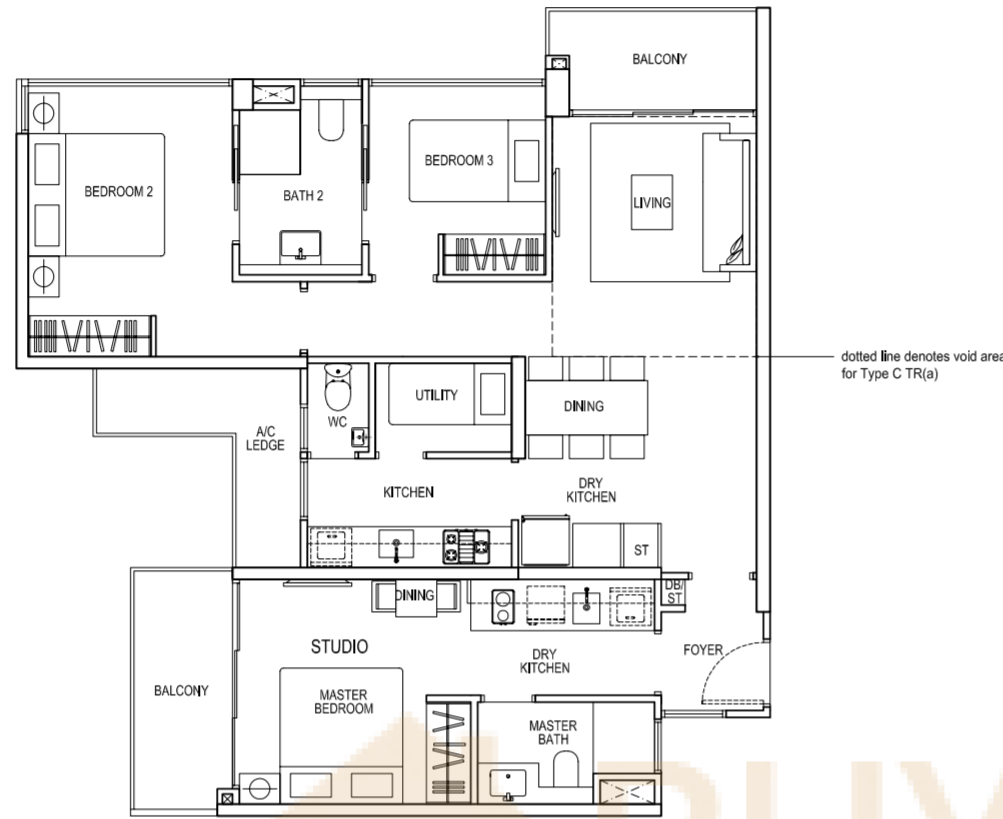 BALCONY
BEDROOM 2
BATH 2
BEDROOM 3
LIVING
dotted line denotes void area
for Type C TR(a)
A/C
LEDGE
WC
UTILITY
DINING
KITCHEN
DRY
KITCHEN
ST
DINING
DB/
ST
STUDIO
DRY
KITCHEN
FOYER
BALCONY
MASTER
BEDROOM
MASTER
BATH